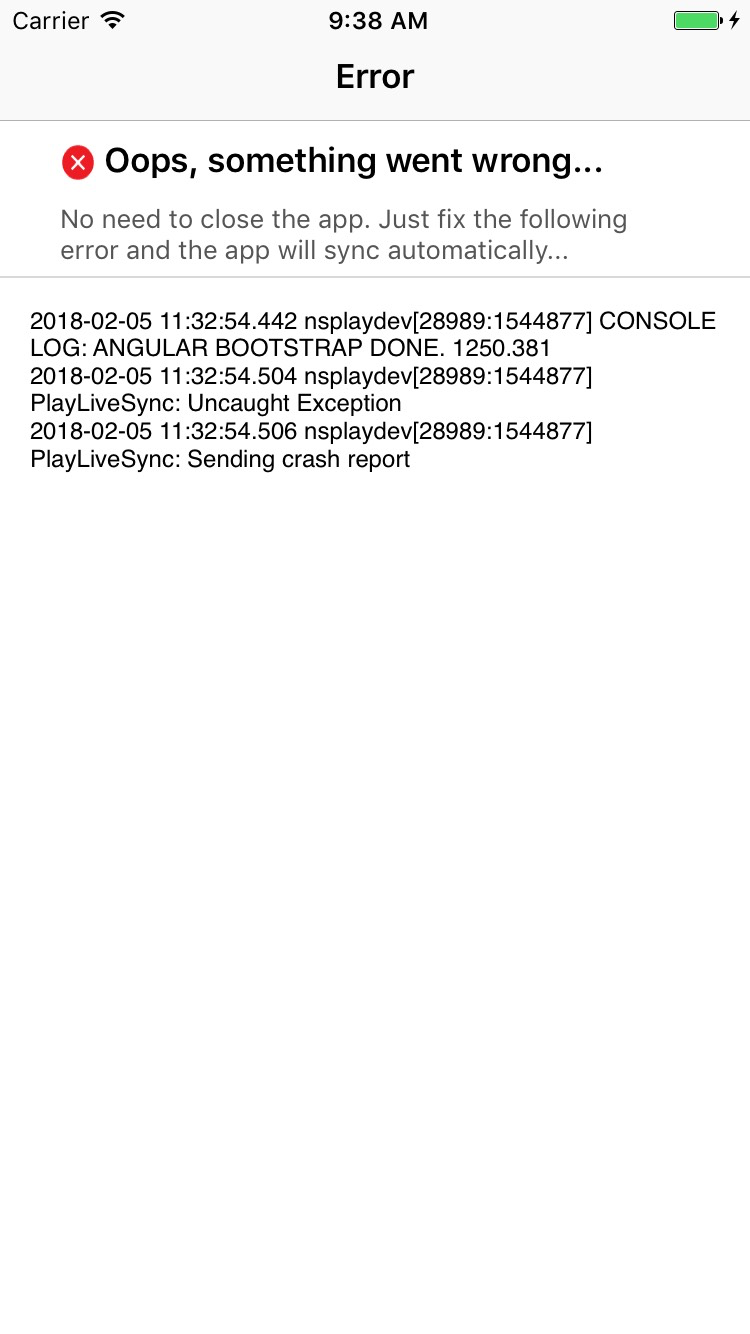 Carrier 9:38 AM
Error
Oops, something went wrong...
No need to close the app. Just fix the following
error and the app will sync automatically...
2018-02-05 11:32:54.442 nsplaydev[28989:1544877] CONSOLE
LOG: ANGULAR BOOTSTRAP DONE. 1250.381
2018-02-05 11:32:54.504 nsplaydev[28989:1544877]
PlayLiveSync: Uncaught Exception
2018-02-05 11:32:54.506 nsplaydev[28989:1544877]
PlayLiveSync: Sending crash report